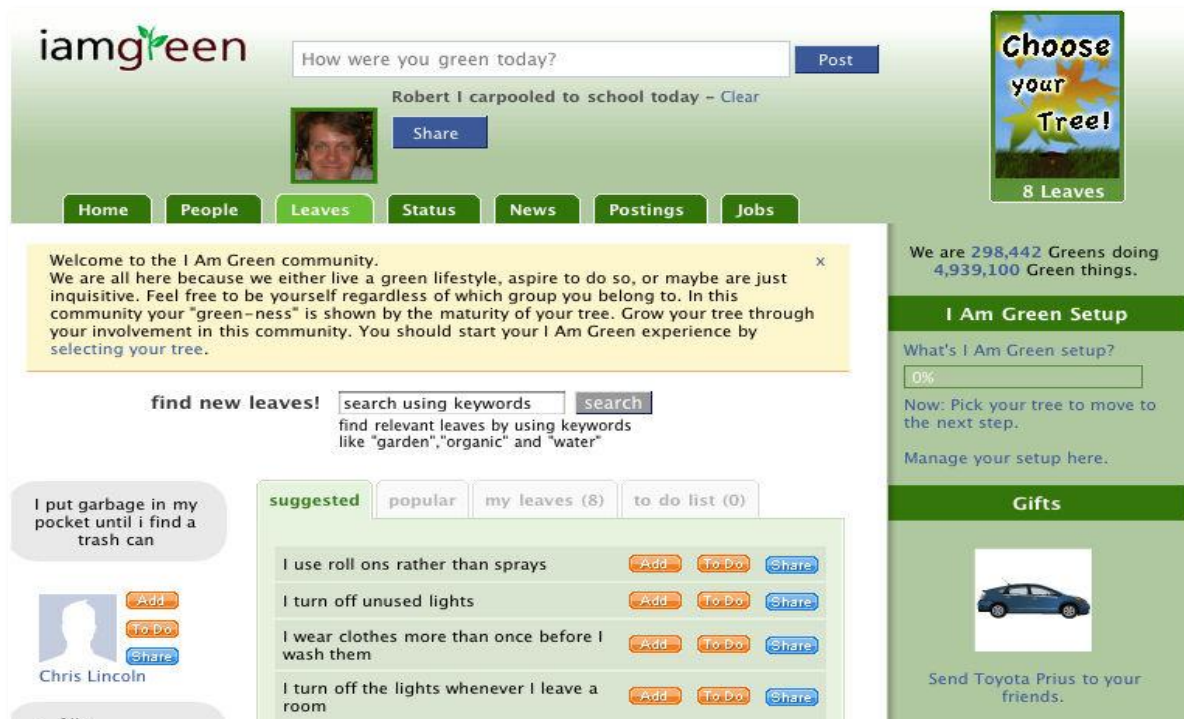 iamgreen
How were you green today?
Post
Robert I carpooled to school today – Clear
Share
Choose
your
Tree!
8 Leaves
Home
People
Leaves
Status
News
Postings
Jobs
Welcome to the I Am Green community.
x
We are all here because we either live a green lifestyle, aspire to do so, or maybe are just
inquisitive. Feel free to be yourself regardless of which group you belong to. In this
community your "green-ness" is shown by the maturity of your tree. Grow your tree through
your involvement in this community. You should start your I Am Green experience by
selecting your tree.
We are 298,442 Greens doing
4,939,100 Green things.
I Am Green Setup
What's I Am Green setup?
0%
Now: Pick your tree to move to
the next step.
Manage your setup here.
find new leaves!
search using keywords
search
find relevant leaves by using keywords
like "garden","organic" and "water"
I put garbage in my
pocket until i find a
trash can
Add
To Do
Share
Chris Lincoln
suggested
popular
my leaves (8)
to do list (0)
I use roll ons rather than sprays
Add
To Do
Share
I turn off unused lights
Add
To Do
Share
I wear clothes more than once before I
wash them
Add
To Do
Share
I turn off the lights whenever I leave a
room
Add
To Do
Share
Gifts
Send Toyota Prius to your
friends.